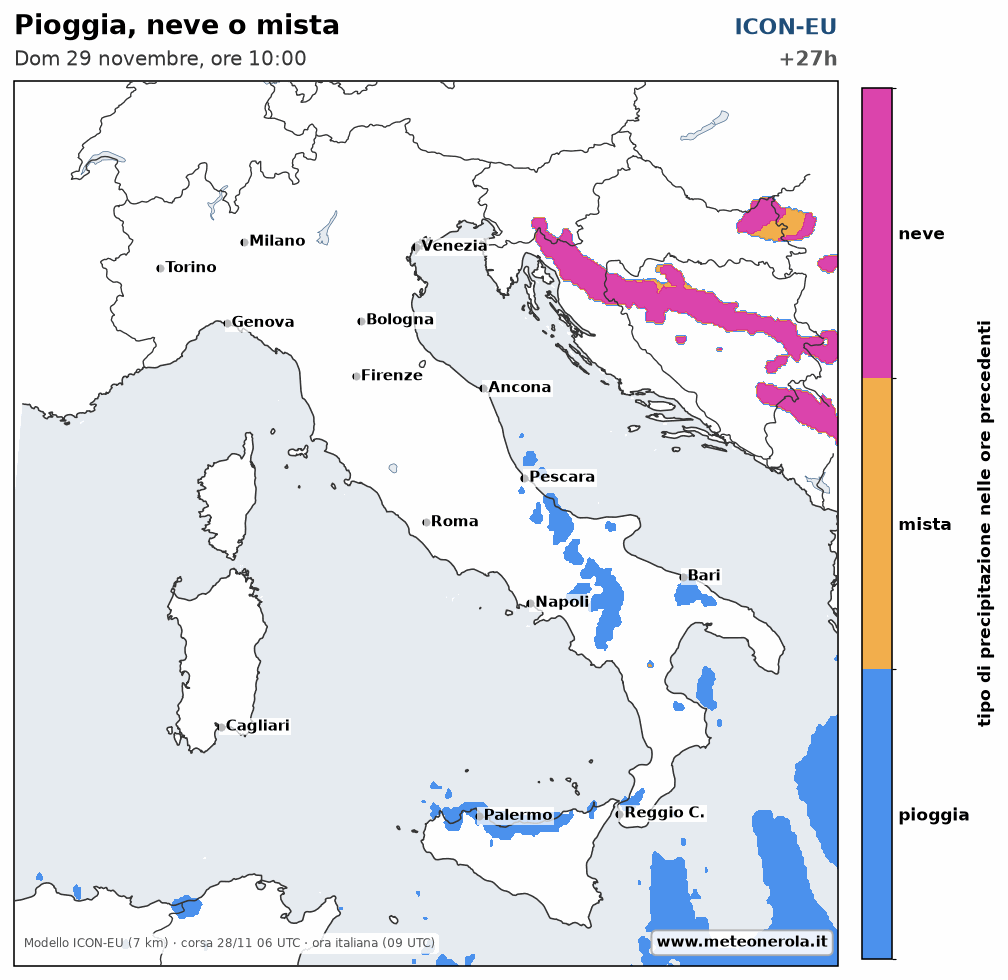 Pioggia, neve o mista
ICON-EU
Dom 29 novembre, ore 10:00
+27h
neve
Milano
Venezia
Torino
Genova
Bologna
Firenze
Ancona
Pescara
mista
Roma
Bari
Napoli
tipo di precipitazione nelle ore precedenti
Cagliari
Palermo
Reggio C.
pioggia
Modello ICON-EU (7 km) · corsa 28/11 06 UTC · ora italiana (09 UTC)
www.meteonerola.it